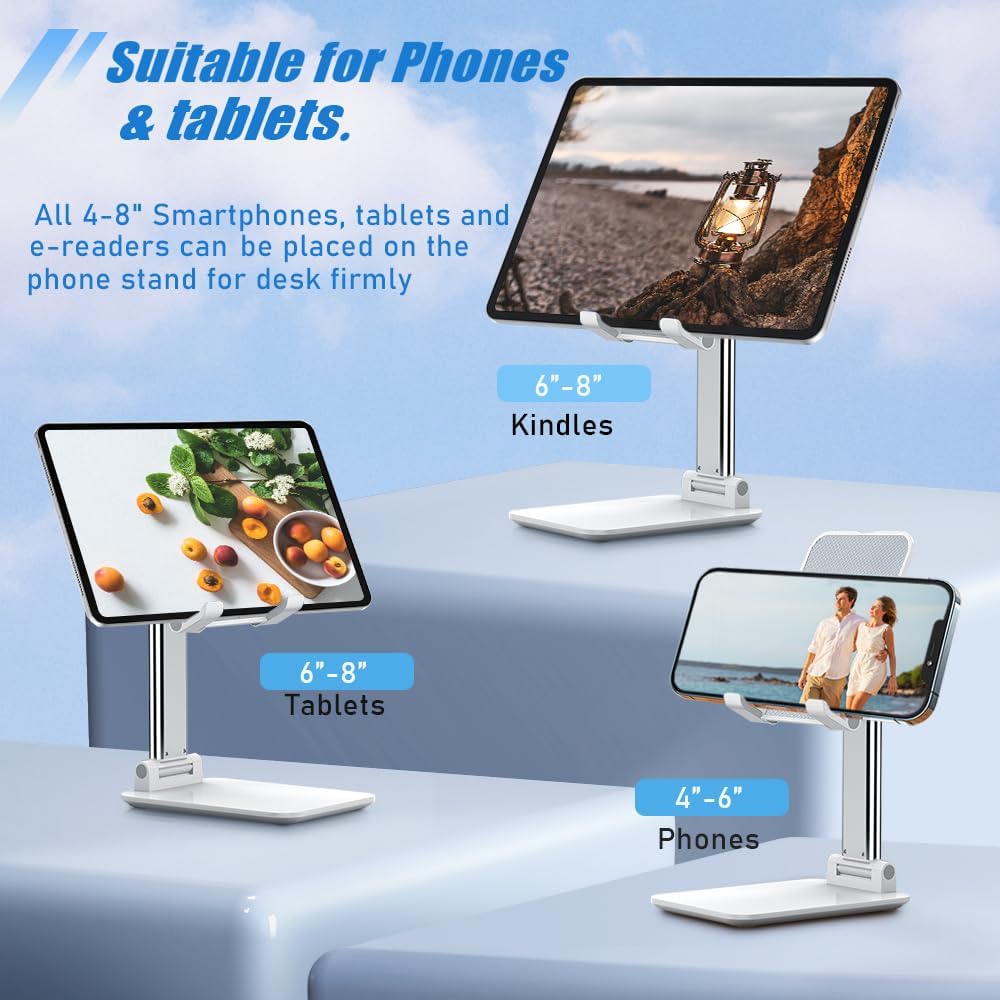 Suitable for Phones
& tablets.
All 4-8" Smartphones, tablets and
e-readers can be placed on the
phone stand for desk firmly
6”-8”
Kindles
6”-8”
Tablets
4”-6”
Phones